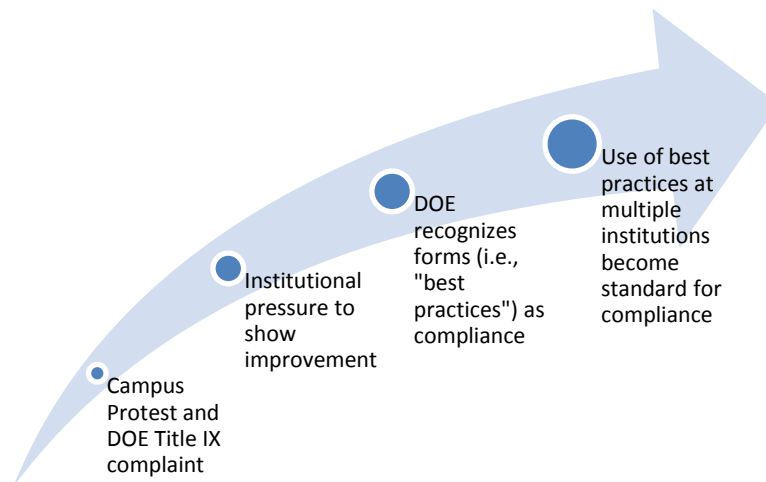 Campus
Protest and
DOE Title IX
complaint
Institutional
pressure to
show
improvement
DOE
recognizes
forms (i.e.,
"best
practices") as
compliance
Use of best
practices at
multiple
institutions
become
standard for
compliance